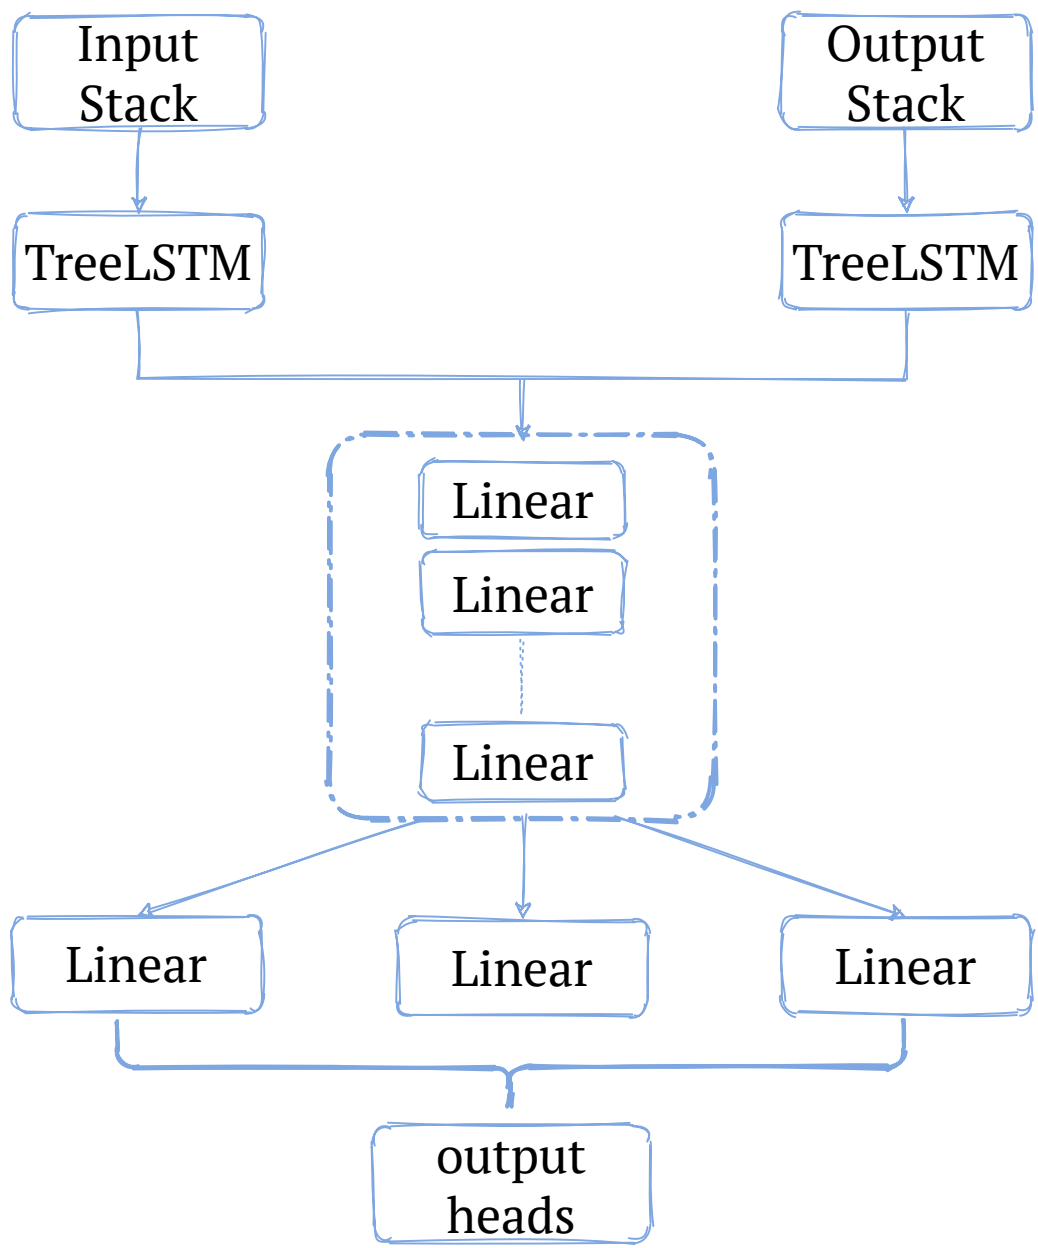 Input
Stack
Output
Stack
TreeLSTM
TreeLSTM
Linear
Linear
Linear
Linear
Linear
Linear
output
heads